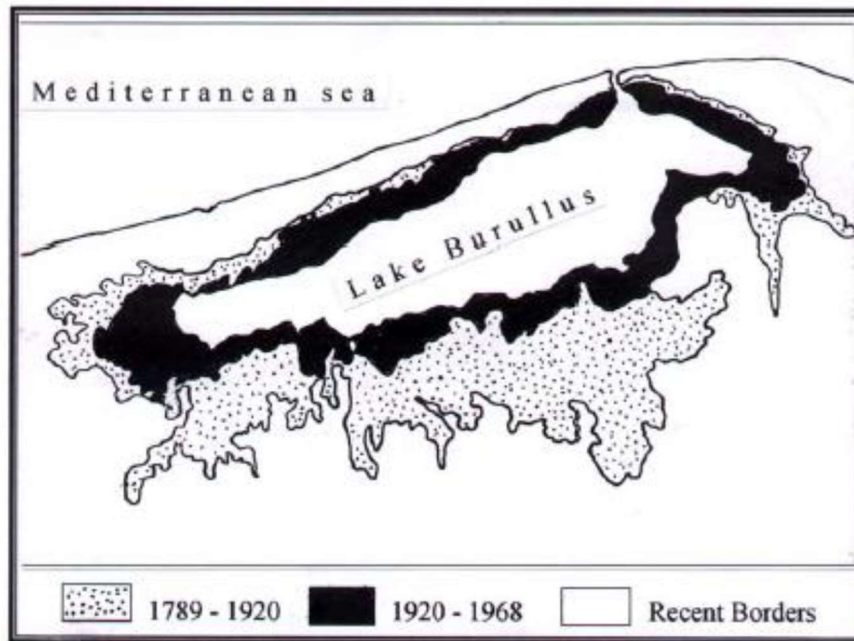 Mediterranean sea
Lake Burullus
1789 - 1920
1920 - 1968
Recent Borders